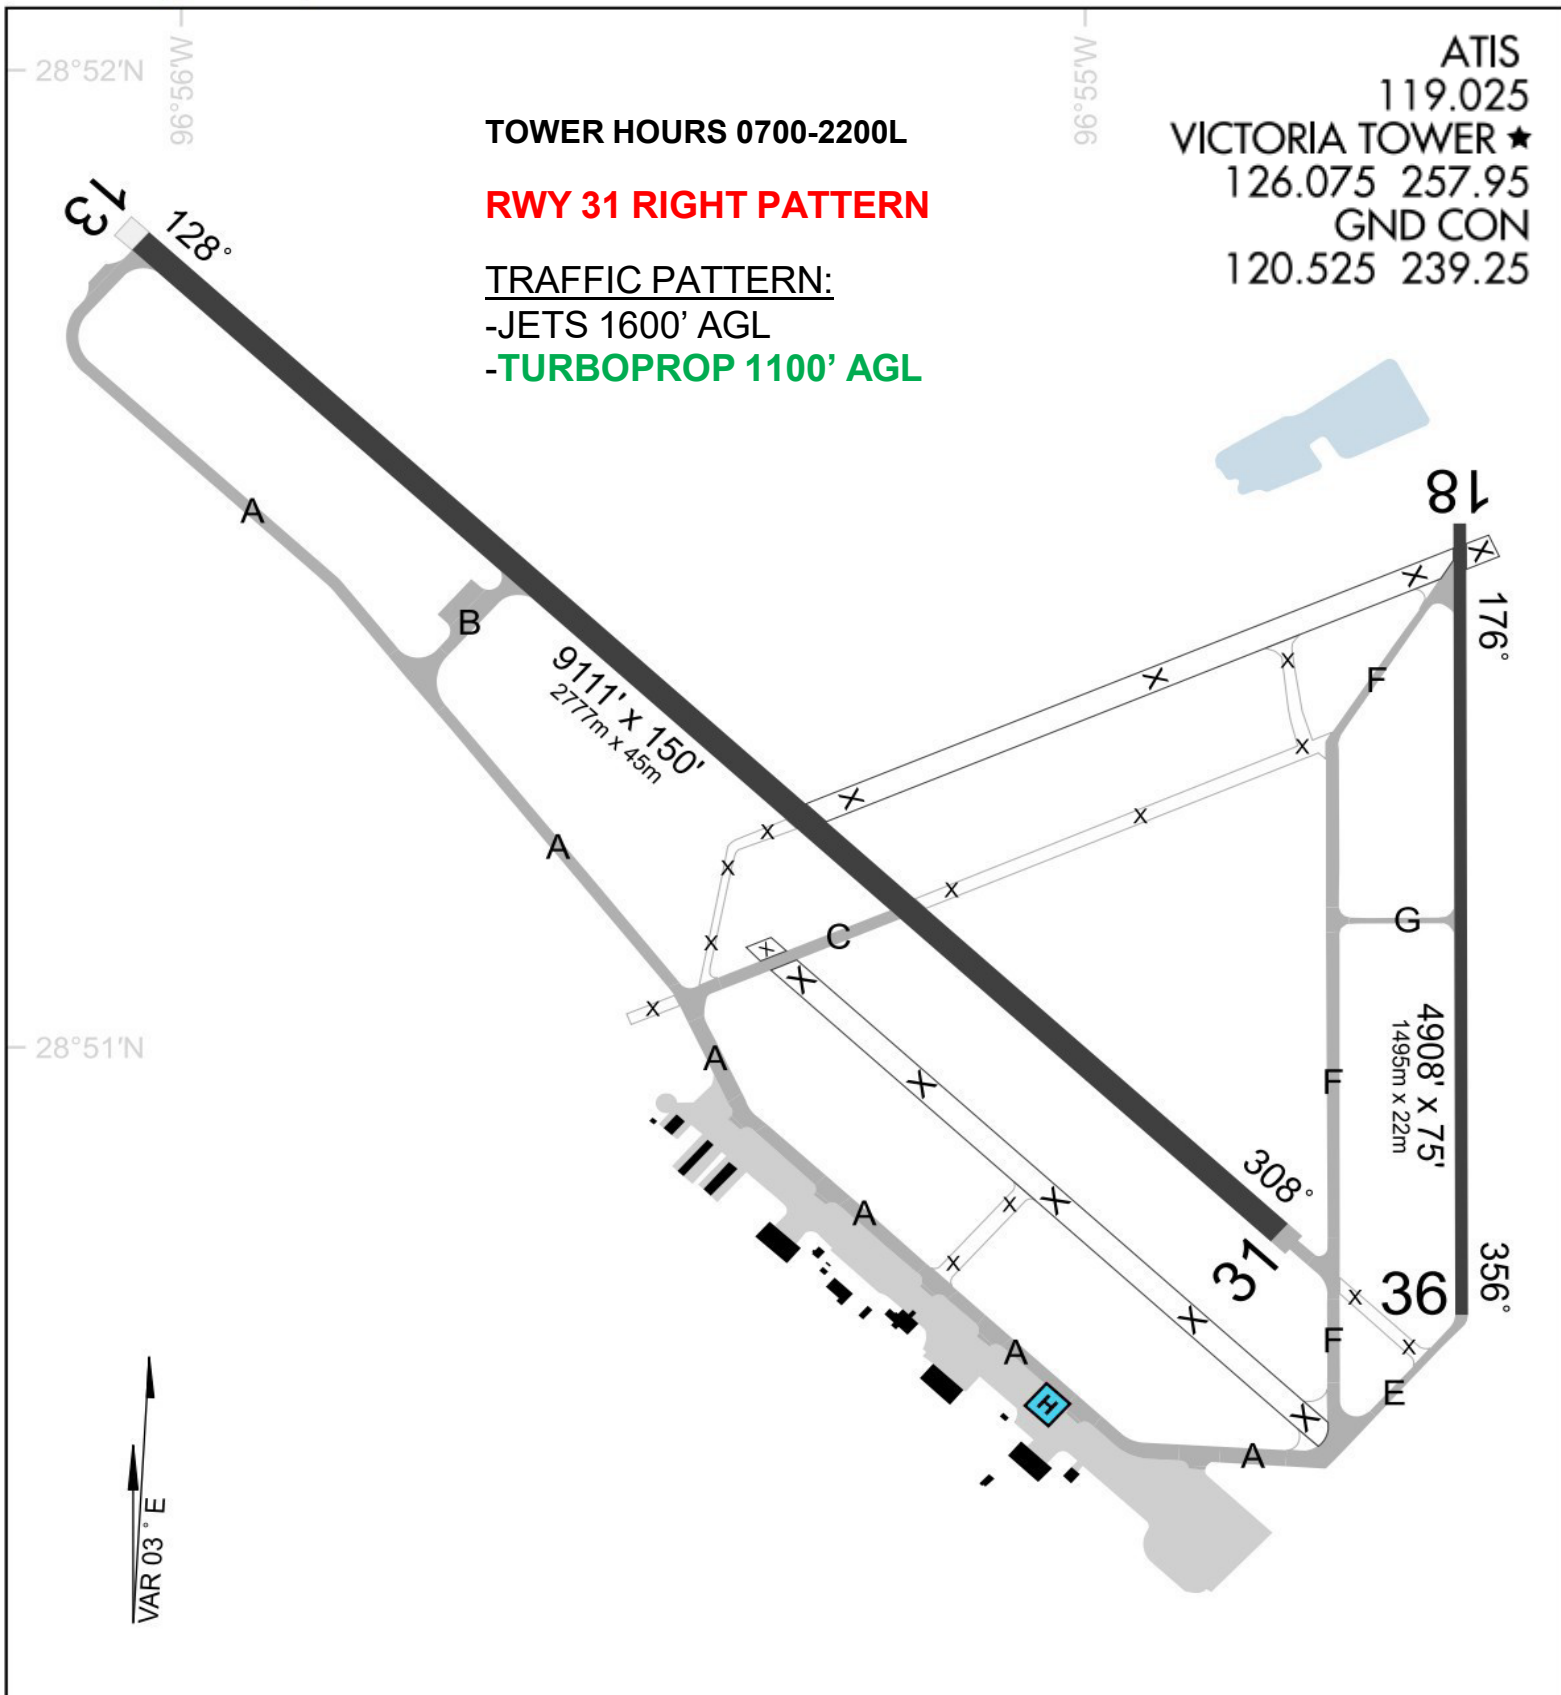 28°52'N
96°56'W
96°55'W
ATIS
119.025
VICTORIA TOWER ★
126.075 257.95
GND CON
120.525 239.25
TOWER HOURS 0700-2200L
RWY 31 RIGHT PATTERN
TRAFFIC PATTERN:
-JETS 1600’ AGL
-TURBOPROP 1100’ AGL
13
128°
A
B
9111' x 150'
2777m x 45m
18
X
X
176°
X
F
X
X
X
X
X
A
X
X
C
X
X
G
X
X
X
28°51'N
A
X
F
4908' x 75'
1495m x 22m
308°
31
X
X
A
X
36
356°
X
X
F
X
A
E
H
X
A
VAR 03° E